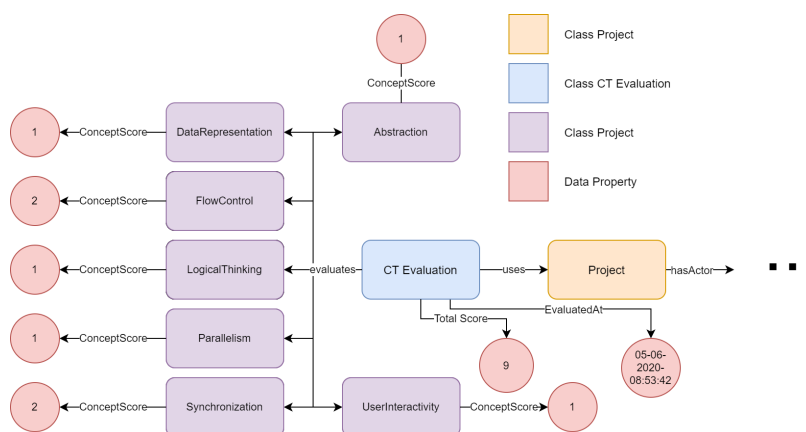 1
Class Project
ConceptScore
Class CT Evaluation
1
ConceptScore
DataRepresentation
Abstraction
Class Project
2
ConceptScore
FlowControl
Data Property
1
ConceptScore
LogicalThinking
evaluates
CT Evaluation
uses
Project
hasActor
Total Score
EvaluatedAt
1
ConceptScore
Parallelism
9
05-06-
2020-
08:53:42
2
ConceptScore
Synchronization
UserInteractivity
ConceptScore
1